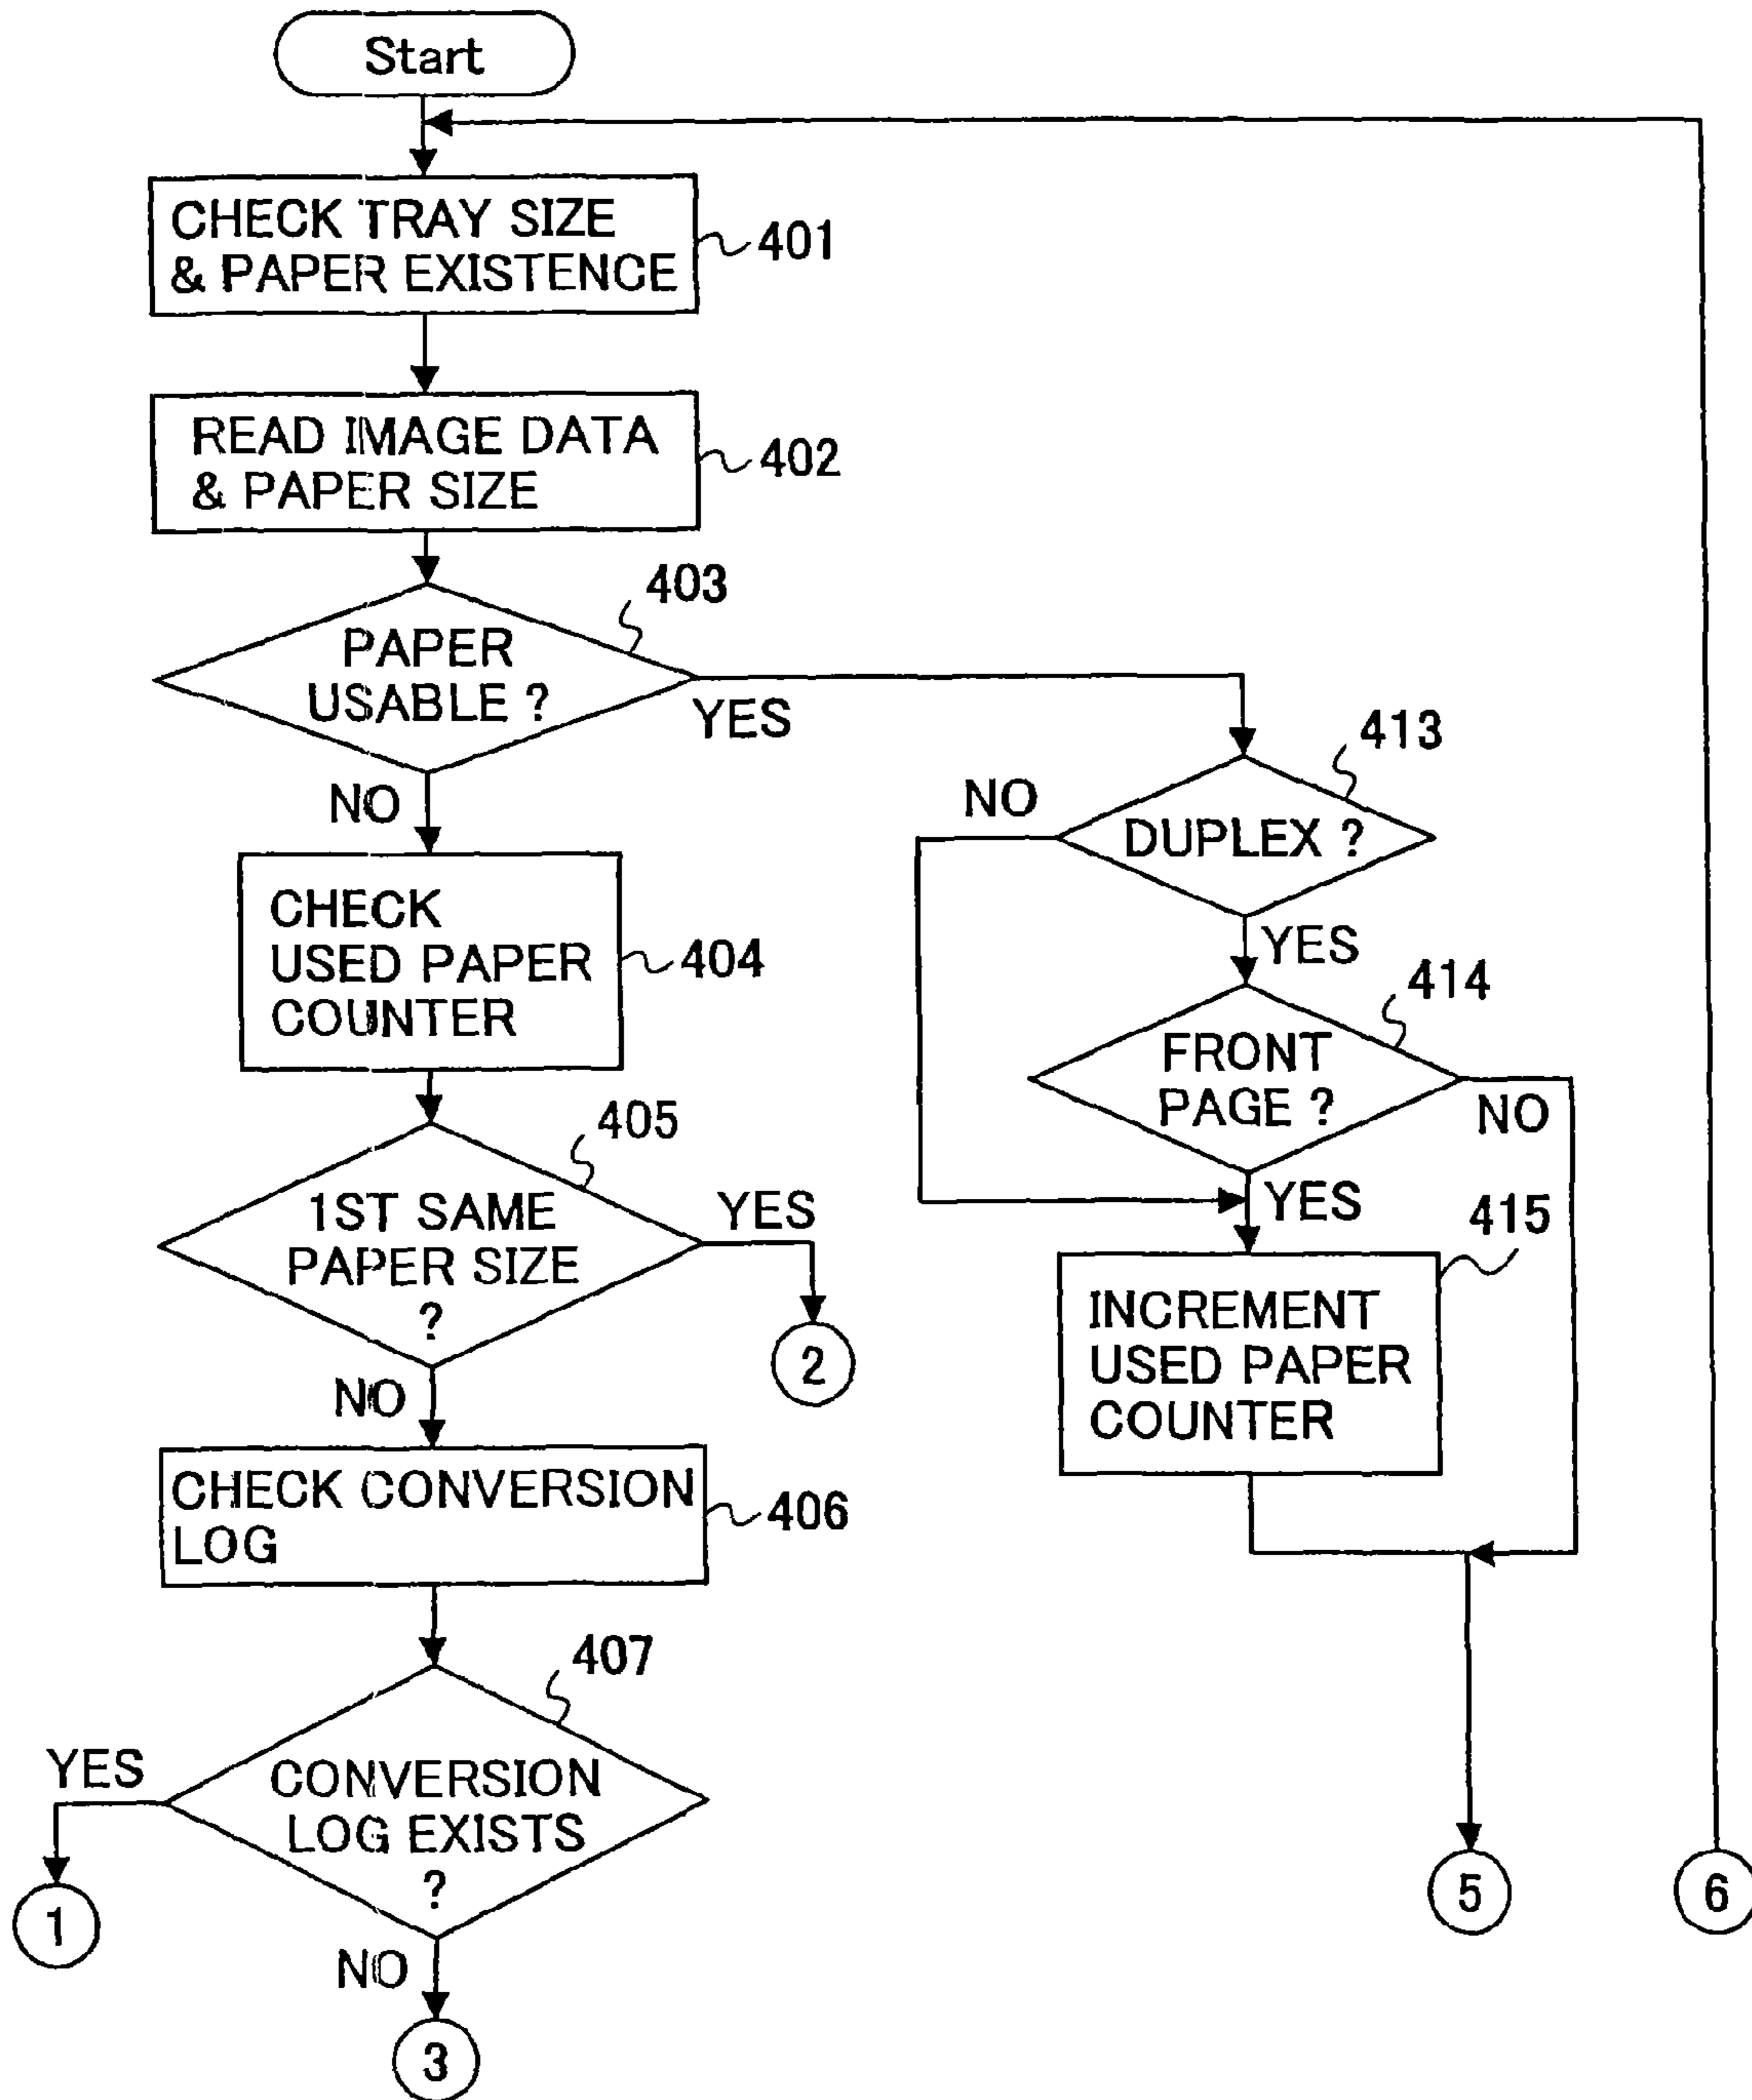 Start
CHECK TRAY SIZE
& PAPER EXISTENCE
401
READ IMAGE DATA
& PAPER SIZE
402
403
PAPER
USABLE ?
YES
NO
413
NO
DUPLEX ?
YES
CHECK
USED PAPER
COUNTER
404
414
FRONT
PAGE ?
NO
YES
405
1ST SAME
PAPER SIZE
?
YES
2
NO
415
INCREMENT
USED PAPER
COUNTER
CHECK CONVERSION
LOG
406
407
CONVERSION
LOG EXISTS
?
YES
1
NO
3
5
6